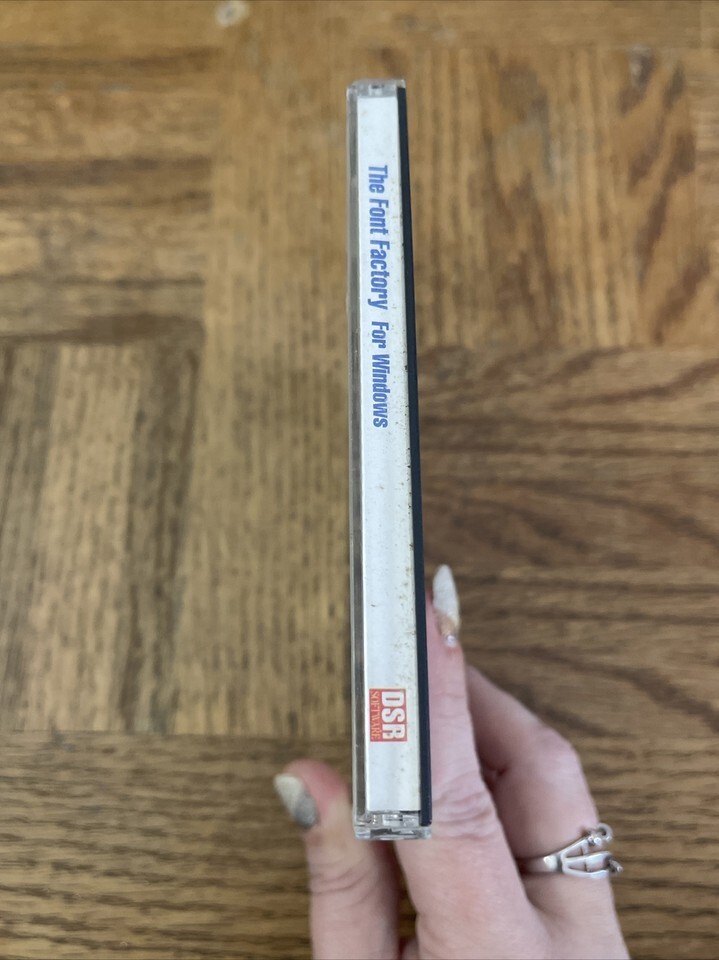 The Font Factory For Windows
DSR
SOFTWARE